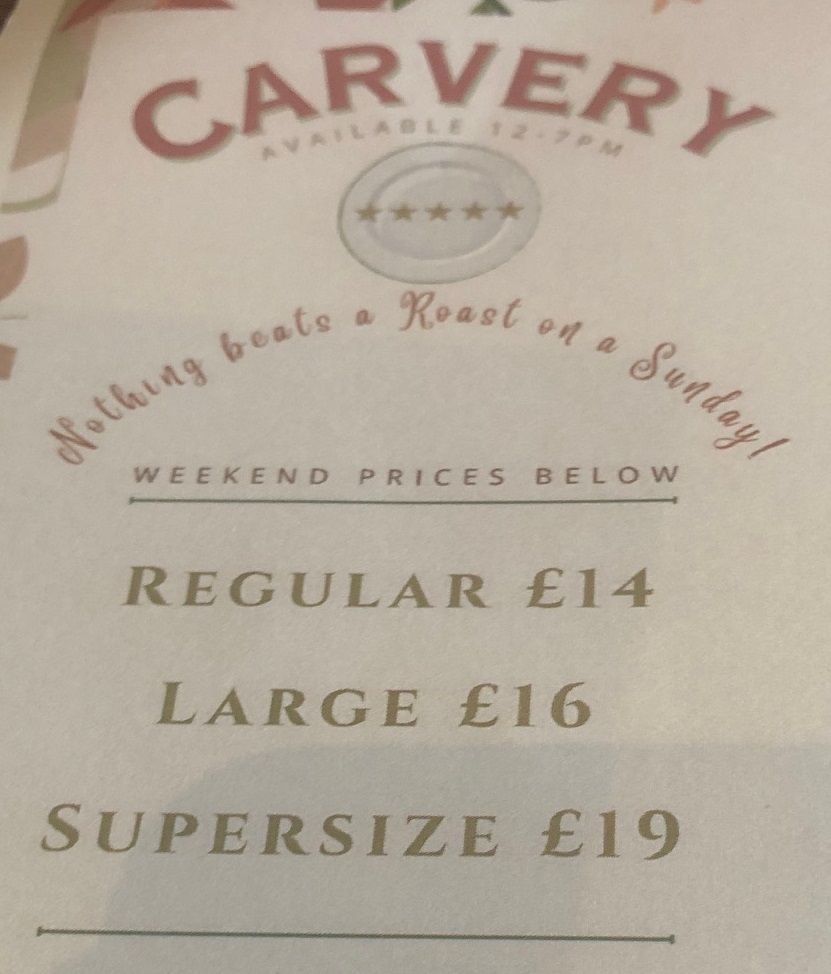 CARVERY
AVAILABLE 12-7PM
Nothing beats a Roast on a Sunday!
WEEKEND PRICES BELOW
REGULAR £14
LARGE £16
SUPERSIZE £19